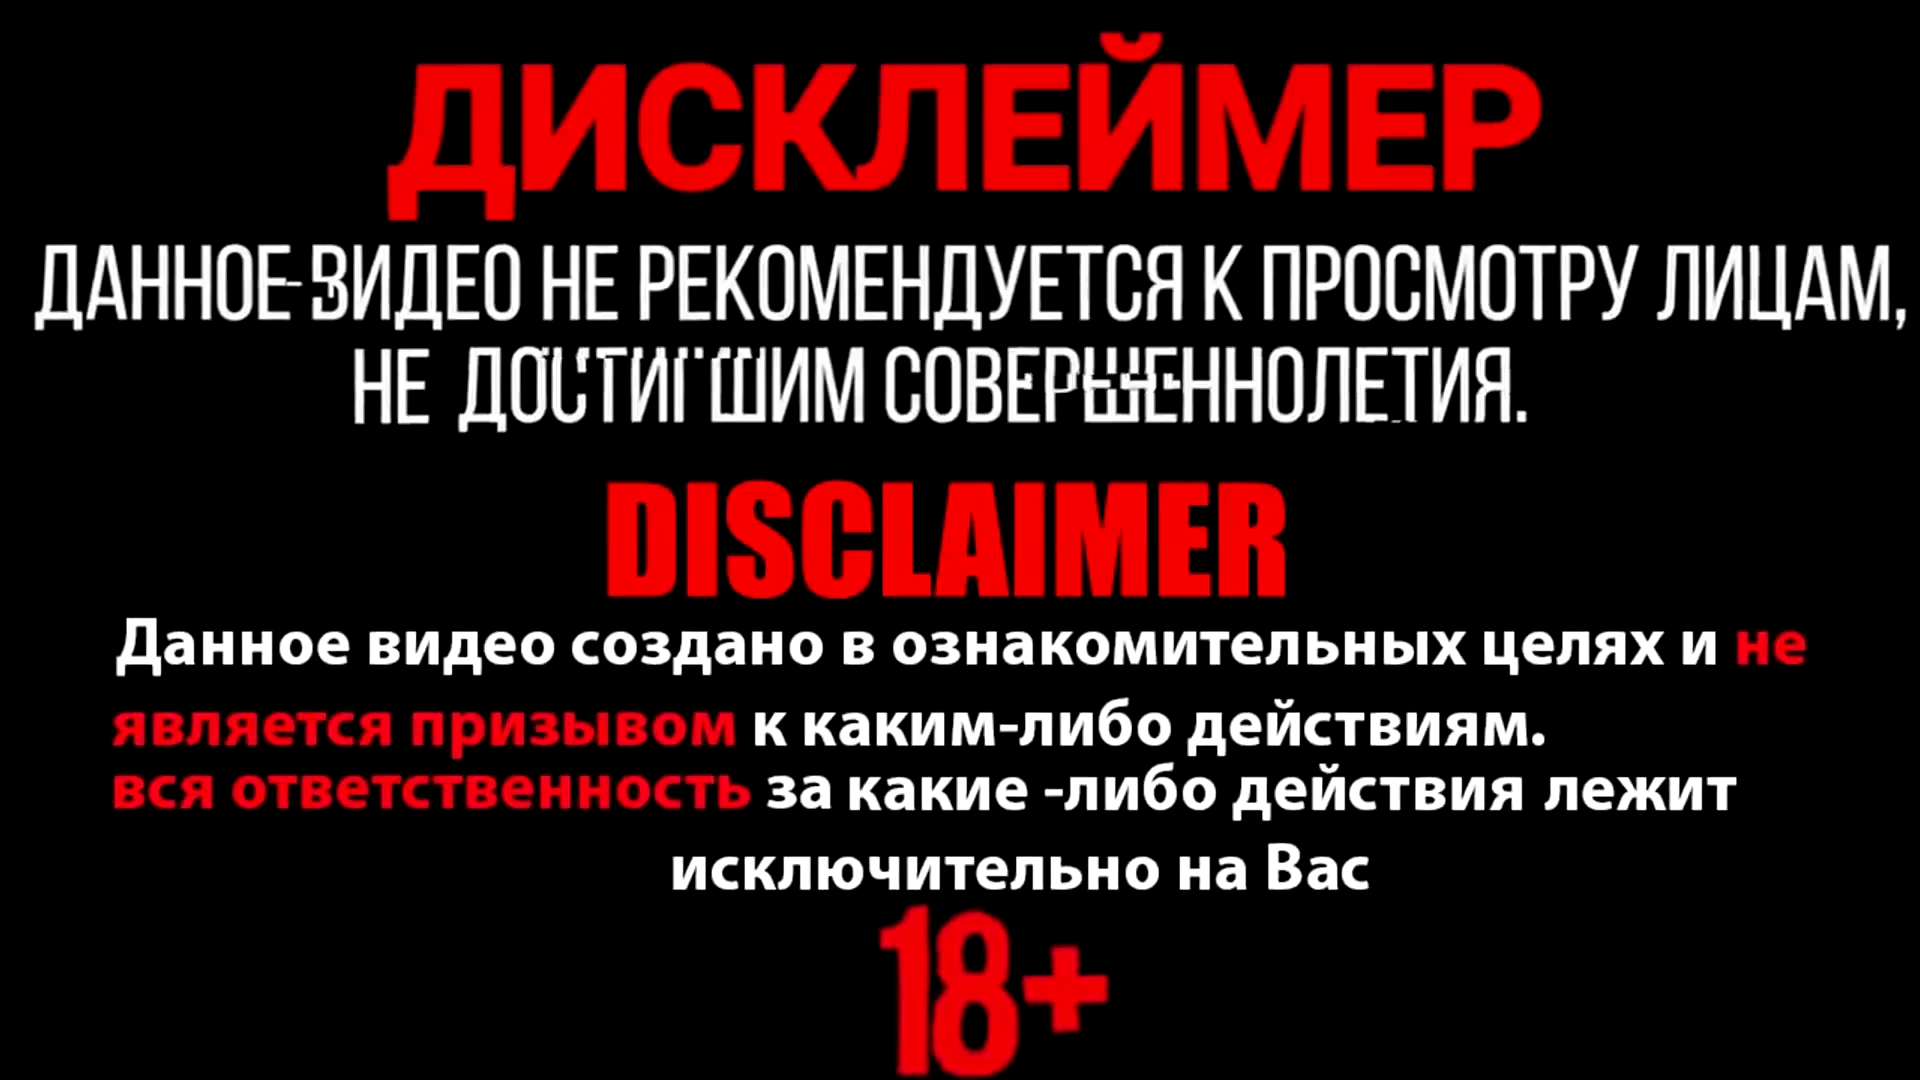 ДИСКЛЕЙМЕР
ДАННОЕ ВИДЕО НЕ РЕКОМЕНДУЕТСЯ К ПРОСМОТРУ ЛИЦАМ,
НЕ ДОСТИГШИМ СОВЕРШЕННОЛЕТИЯ.
DISCLAIMER
Данное видео создано в ознакомительных целях и не
является призывом к каким-либо действиям.
вся ответственность за какие -либо действия лежит
исключительно на Вас
18+